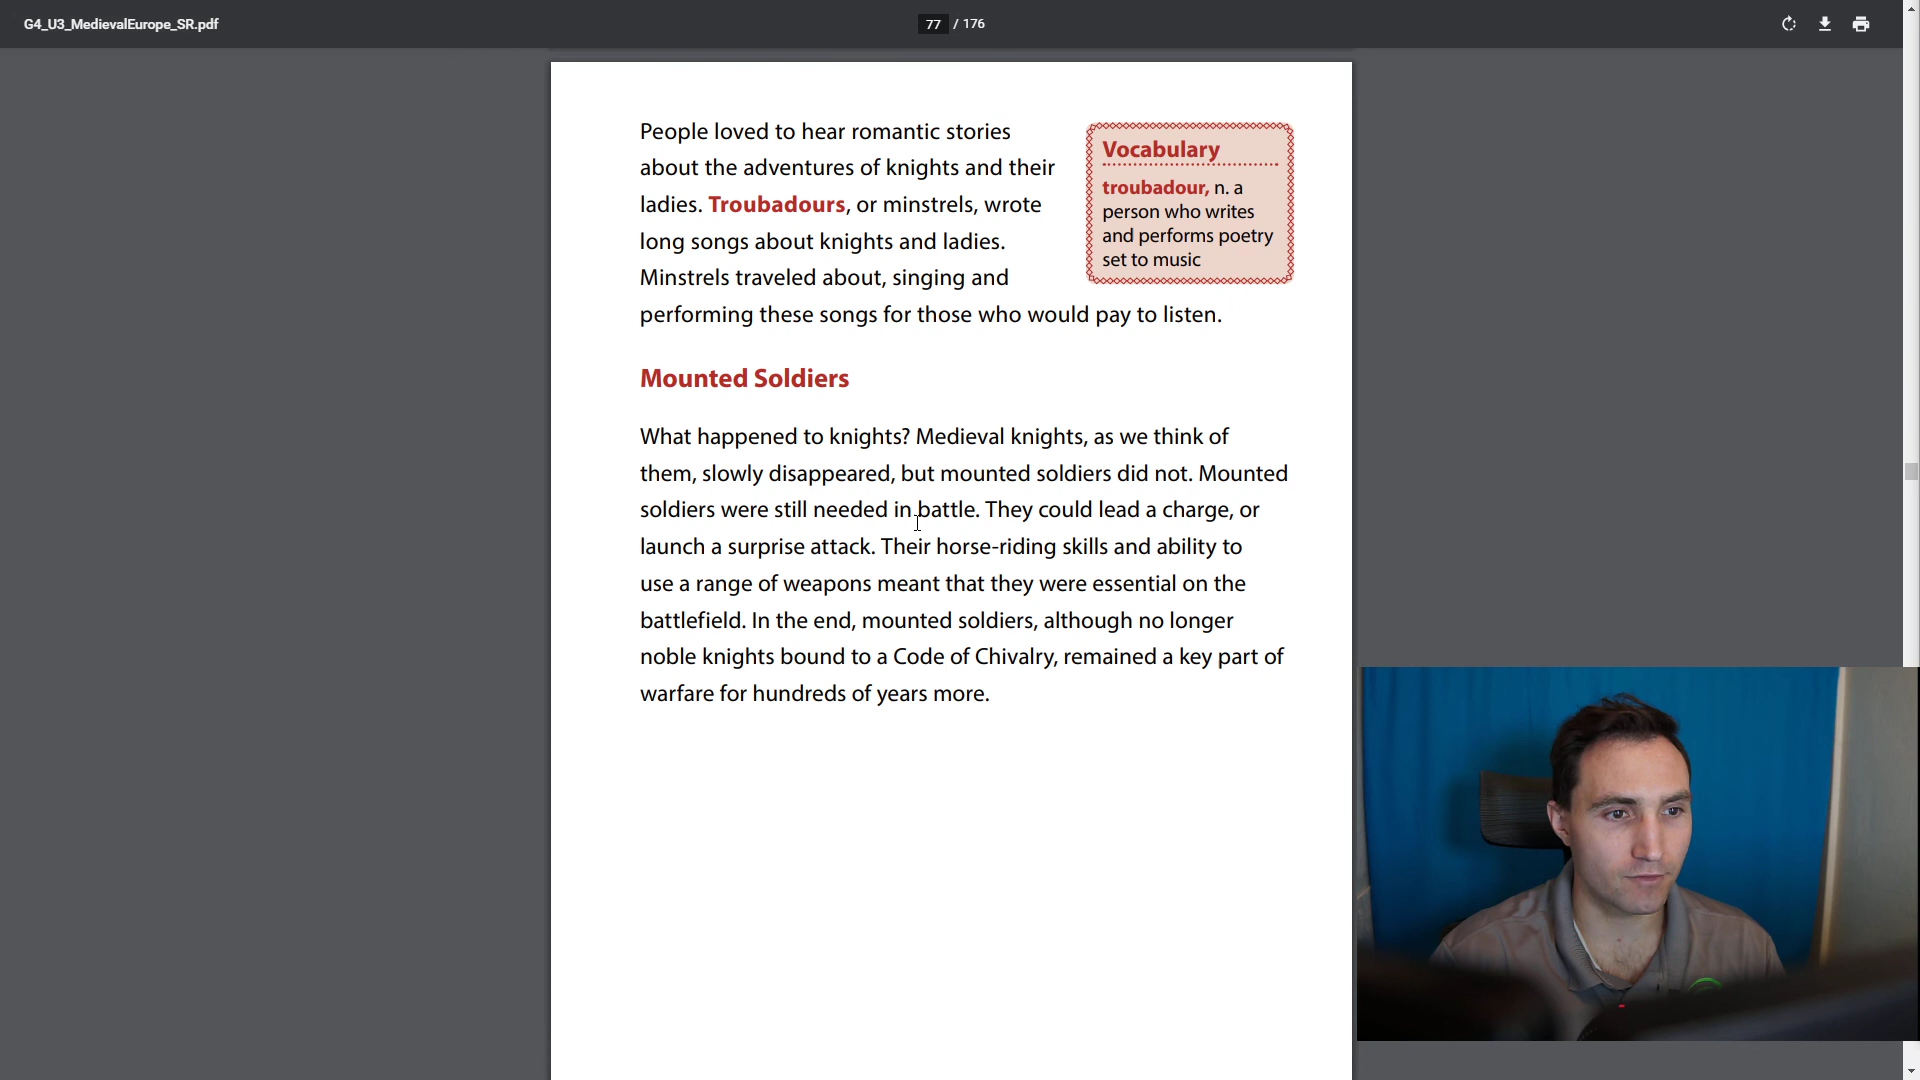 G4_U3_MedievalEurope_SR.pdf
77 / 176
People loved to hear romantic stories
about the adventures of knights and their
ladies. Troubadours, or minstrels, wrote
long songs about knights and ladies.
Minstrels traveled about, singing and
performing these songs for those who would pay to listen.
Vocabulary
troubadour, n. a
person who writes
and performs poetry
set to music
Mounted Soldiers
What happened to knights? Medieval knights, as we think of
them, slowly disappeared, but mounted soldiers did not. Mounted
soldiers were still needed in battle. They could lead a charge, or
launch a surprise attack. Their horse-riding skills and ability to
use a range of weapons meant that they were essential on the
battlefield. In the end, mounted soldiers, although no longer
noble knights bound to a Code of Chivalry, remained a key part of
warfare for hundreds of years more.